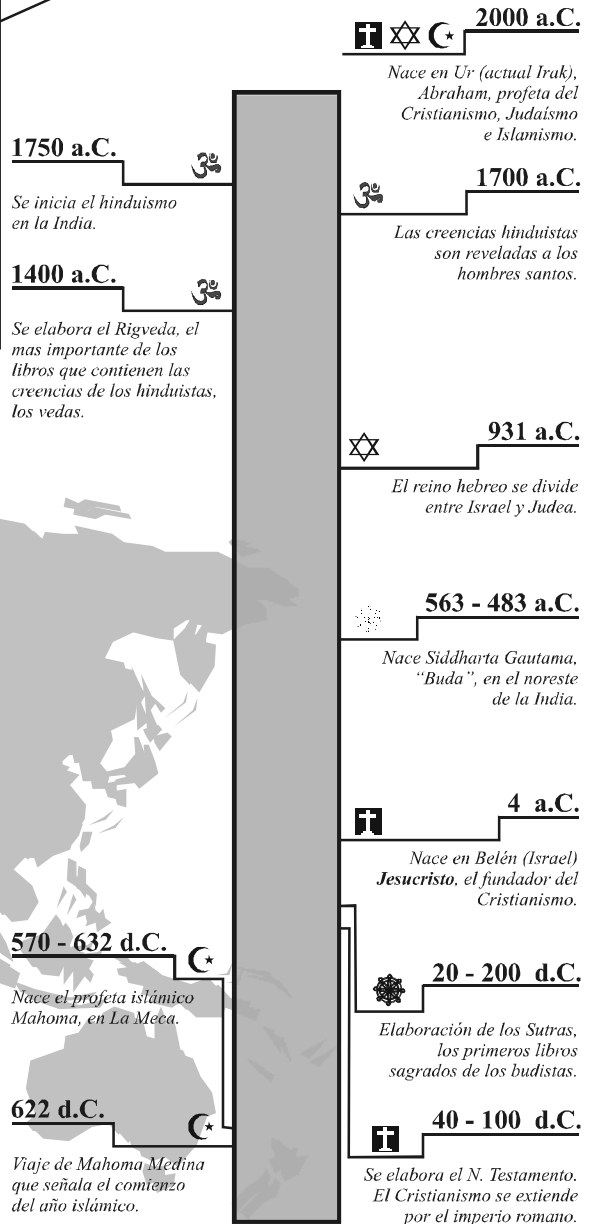 2000 a.C.
Nace en Ur (actual Irak),
Abraham, profeta del
Cristianismo, Judaísmo
e Islamismo.
1750 a.C.
Se inicia el hinduismo
en la India.
1700 a.C.
Las creencias hinduistas
son reveladas a los
hombres santos.
1400 a.C.
Se elabora el Rigveda, el
mas importante de los
libros que contienen las
creencias de los hinduistas,
los vedas.
931 a.C.
El reino hebreo se divide
entre Israel y Judea.
563 - 483 a.C.
Nace Siddharta Gautama,
“Buda”, en el noreste
de la India.
4 a.C.
Nace en Belén (Israel)
Jesucristo, el fundador del
Cristianismo.
570 - 632 d.C.
Nace el profeta islámico
Mahoma, en La Meca.
20 - 200 d.C.
Elaboración de los Sutras,
los primeros libros
sagrados de los budistas.
622 d.C.
Viaje de Mahoma Medina
que señala el comienzo
del año islámico.
40 - 100 d.C.
Se elabora el N. Testamento.
El Cristianismo se extiende
por el imperio romano.